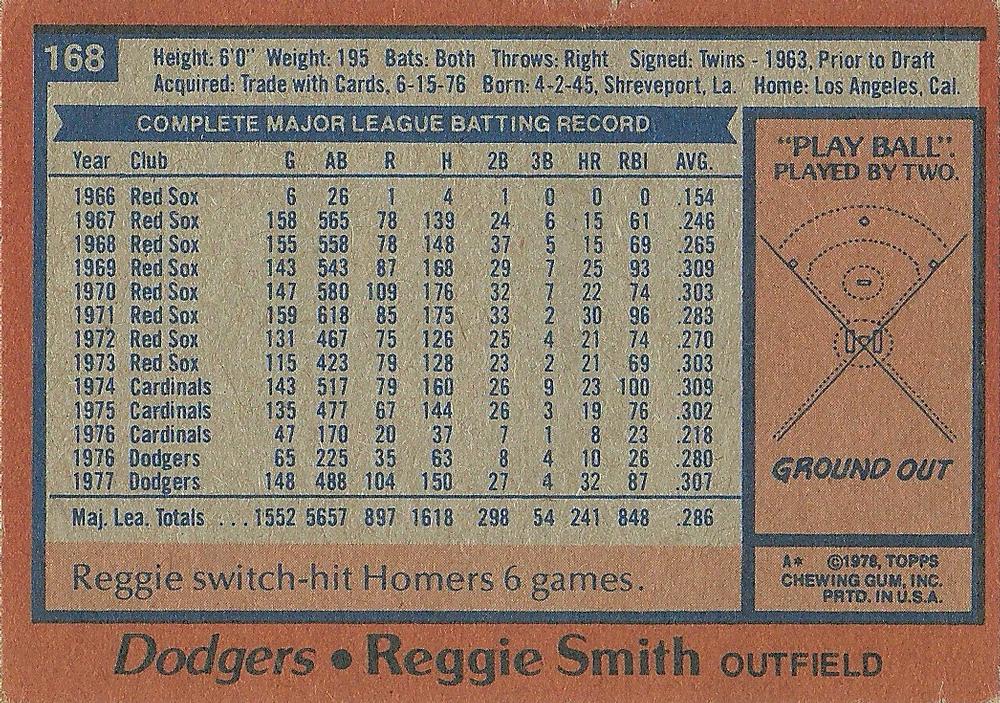 168
Height: 6'0" Weight: 195 Bats: Both Throws: Right Signed: Twins - 1963, Prior to Draft
Acquired: Trade with Cards, 6-15-76 Born: 4-2-45, Shreveport, La. Home: Los Angeles, Cal.
COMPLETE MAJOR LEAGUE BATTING RECORD
Year Club G AB R H 2B 3B HR RBI AVG.
1966 Red Sox 6 26 1 4 1 0 0 0 .154
1967 Red Sox 158 565 78 139 24 6 15 61 .246
1968 Red Sox 155 558 78 148 37 5 15 69 .265
1969 Red Sox 143 543 87 168 29 7 25 93 .309
1970 Red Sox 147 580 109 176 32 7 22 74 .303
1971 Red Sox 159 618 85 175 33 2 30 96 .283
1972 Red Sox 131 467 75 126 25 4 21 74 .270
1973 Red Sox 115 423 79 128 23 2 21 69 .303
1974 Cardinals 143 517 79 160 26 9 23 100 .309
1975 Cardinals 135 477 67 144 26 3 19 76 .302
1976 Cardinals 47 170 20 37 7 1 8 23 .218
1976 Dodgers 65 225 35 63 8 4 10 26 .280
1977 Dodgers 148 488 104 150 27 4 32 87 .307
Maj. Lea. Totals ... 1552 5657 897 1618 298 54 241 848 .286
Reggie switch-hit Homers 6 games.
"PLAY BALL".
PLAYED BY TWO.
GROUND OUT
A* ©1978, TOPPS
CHEWING GUM, INC.
PRTD. IN U.S.A.
Dodgers • Reggie Smith OUTFIELD